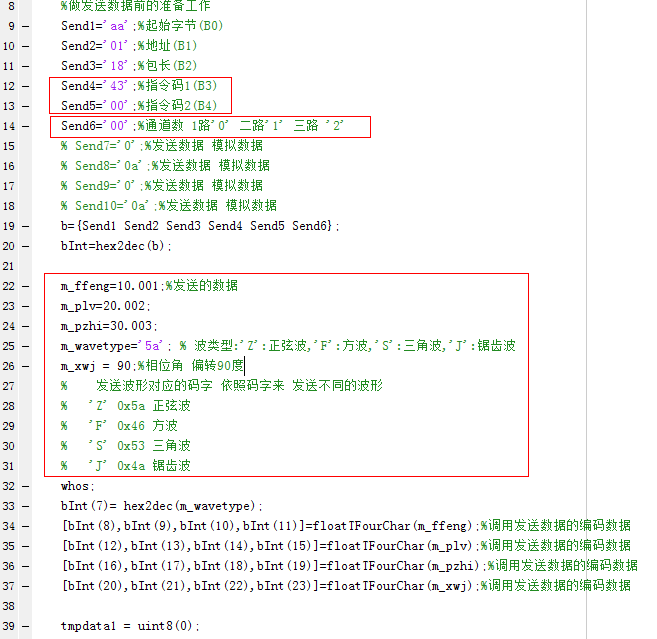 8 %做发送数据前的准备工作
9 - Send1='aa';%起始字节(B0)
10 - Send2='01';%地址(B1)
11 - Send3='18';%包长(B2)
12 - Send4='43';%指令码1(B3)
13 - Send5='00';%指令码2(B4)
14 - Send6='00';%通道数 1路'0' 二路'1' 三路 '2'
15 % Send7='0';%发送数据 模拟数据
16 % Send8='0a';%发送数据 模拟数据
17 % Send9='0';%发送数据 模拟数据
18 % Send10='0a';%发送数据 模拟数据
19 - b={Send1 Send2 Send3 Send4 Send5 Send6};
20 - bInt=hex2dec(b);
21
22 - m_ffeng=10.001;%发送的数据
23 - m_plv=20.002;
24 - m_pzhi=30.003;
25 - m_wavetype='5a'; % 波类型:'Z':正弦波,'F':方波,'S':三角波,'J':锯齿波
26 - m_xwj = 90;%相位角 偏转90度
27 % 发送波形对应的码字 依照码字来 发送不同的波形
28 % 'Z' 0x5a 正弦波
29 % 'F' 0x46 方波
30 % 'S' 0x53 三角波
31 % 'J' 0x4a 锯齿波
32 - whos;
33 - bInt(7)= hex2dec(m_wavetype);
34 - [bInt(8),bInt(9),bInt(10),bInt(11)]=floatTFourChar(m_ffeng);%调用发送数据的编码数据
35 - [bInt(12),bInt(13),bInt(14),bInt(15)]=floatTFourChar(m_plv);%调用发送数据的编码数据
36 - [bInt(16),bInt(17),bInt(18),bInt(19)]=floatTFourChar(m_pzhi);%调用发送数据的编码数据
37 - [bInt(20),bInt(21),bInt(22),bInt(23)]=floatTFourChar(m_xwj);%调用发送数据的编码数据
38
39 - tmpdata1 = uint8(0);